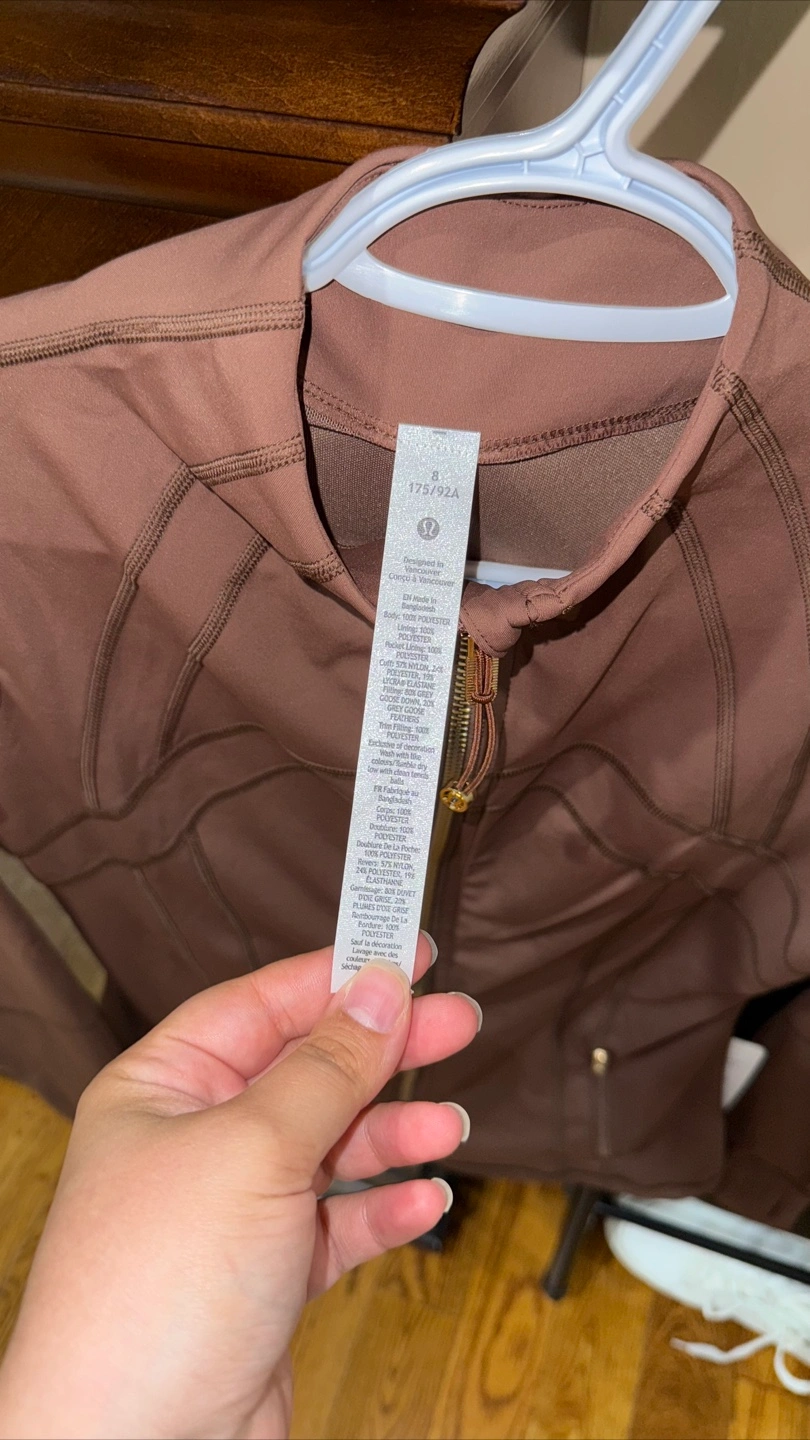 8
175/92A
Designed in
Vancouver
Conçu à Vancouver
EN Made in
Bangladesh
Body: 100% POLYESTER
Lining: 100%
POLYESTER
Pocket Lining: 100%
POLYESTER
Cuff: 57% NYLON, 24%
POLYESTER, 19%
LYCRA® ELASTANE
Filling: 80% GREY
GOOSE DOWN, 20%
GREY GOOSE
FEATHERS
Trim Filling: 100%
POLYESTER
Exclusive of decoration
Wash with like
colours/Tumble dry
low with clean tennis
balls
FR Fabriqué au
Bangladesh
Corps: 100%
POLYESTER
Doublure: 100%
POLYESTER
Doublure De La Poche:
100% POLYESTER
Revers: 57% NYLON,
24% POLYESTER, 19%
ÉLASTHANNE
Garnissage: 80% DUVET
D'OIE GRISE, 20%
PLUMES D'OIE GRISE
Rembourrage De La
Bordure: 100%
POLYESTER
Sauf la décoration
Lavage avec des